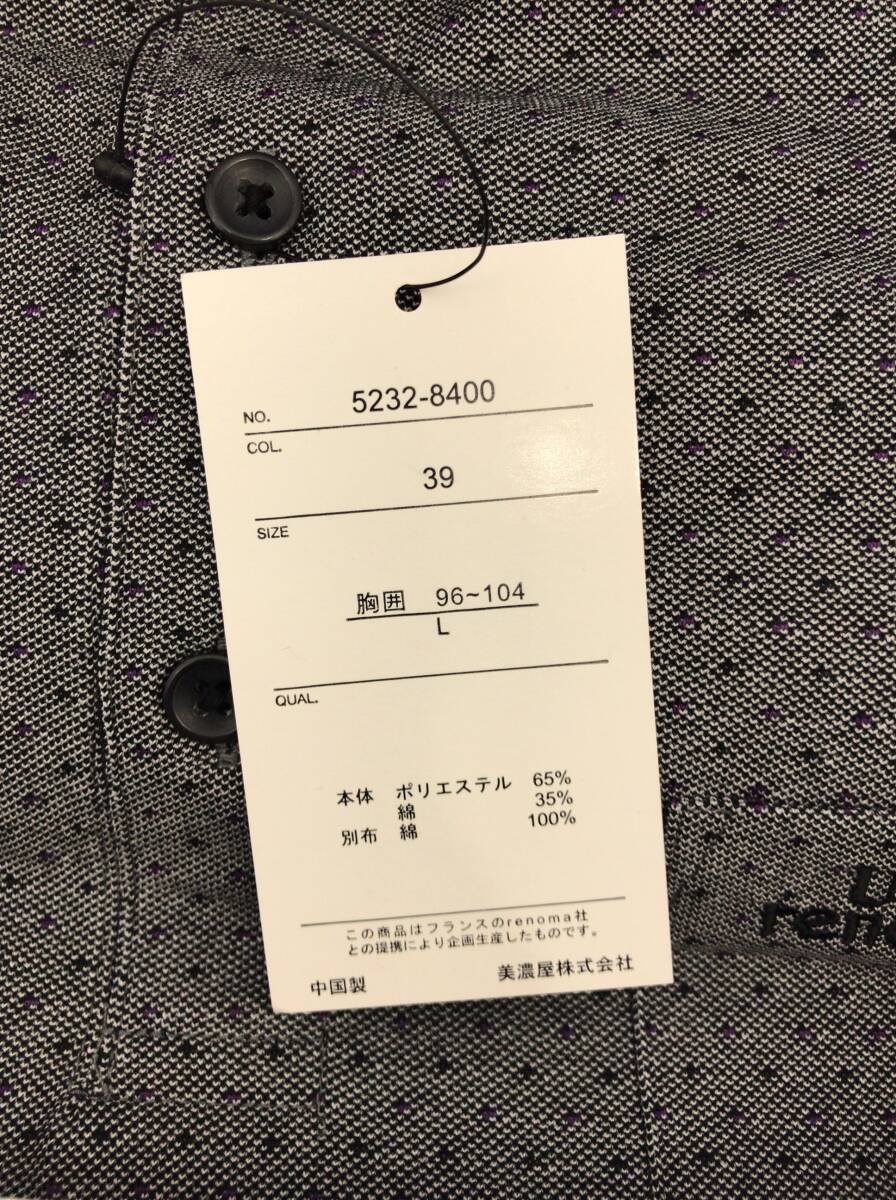 NO. 5232-8400
COL.
39
SIZE
胸囲 96~104
L
QUAL.
本体 ポリエステル 65%
綿 35%
別布 綿 100%
この商品はフランスのrenoma社
との提携により企画生産したものです。
中国製 美濃屋株式会社